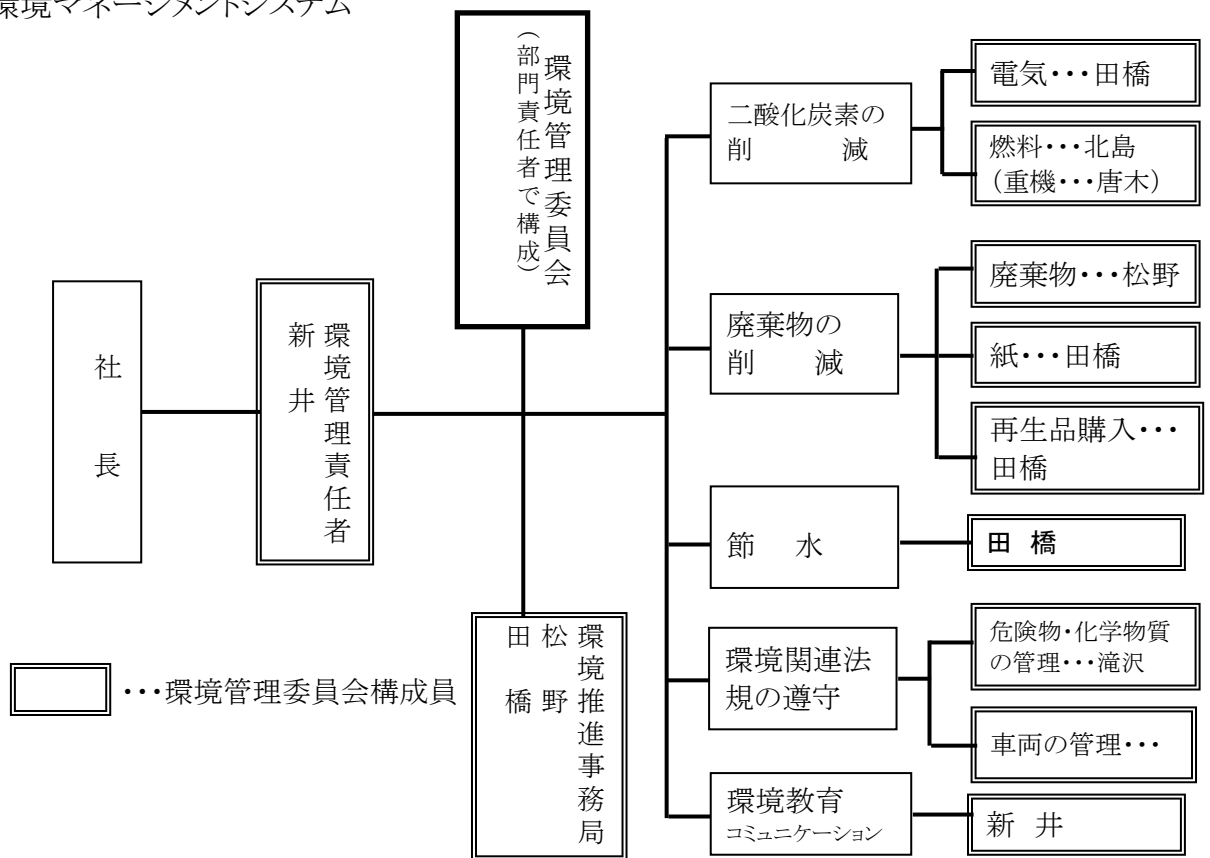 環境マネージメントシステム
環境管理委員会
(部門責任者で構成)
社長
環境管理責任者
新井
環境推進事務局
松野
田橋
・・・環境管理委員会構成員
二酸化炭素の
削　減
電気・・・田橋
燃料・・・北島
(重機・・・唐木)
廃棄物の
削　減
廃棄物・・・松野
紙・・・田橋
再生品購入・・・
田橋
節　水
田 橋
環境関連法
規の遵守
危険物・化学物質
の管理・・・滝沢
車両の管理・・・
環境教育
コミュニケーション
新 井